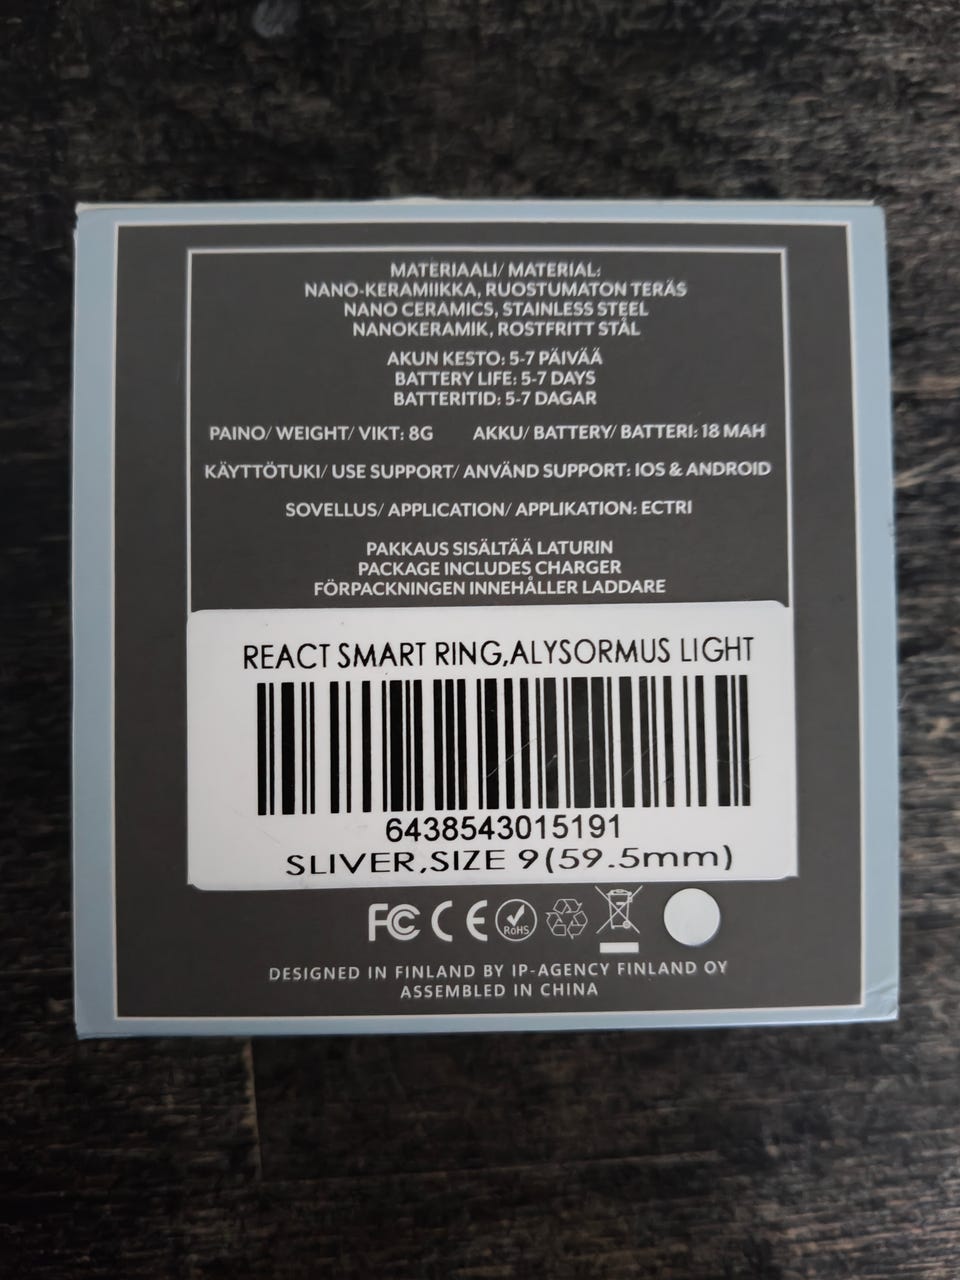 MATERIAALI/ MATERIAL:
NANO-KERAMIIKKA, RUOSTUMATON TERÄS
NANO CERAMICS, STAINLESS STEEL
NANOKERAMIK, ROSTFRITT STÅL
AKUN KESTO: 5-7 PÄIVÄÄ
BATTERY LIFE: 5-7 DAYS
BATTERITID: 5-7 DAGAR
PAINO/ WEIGHT/ VIKT: 8G AKKU/ BATTERY/ BATTERI: 18 MAH
KÄYTTÖTUKI/ USE SUPPORT/ ANVÄND SUPPORT: IOS & ANDROID
SOVELLUS/ APPLICATION/ APPLIKATION: ECTRI
PAKKAUS SISÄLTÄÄ LATURIN
PACKAGE INCLUDES CHARGER
FÖRPACKNINGEN INNEHÅLLER LADDARE
REACT SMART RING,ALYSORMUS LIGHT
6438543015191
SLIVER,SIZE 9(59.5mm)
FC CE RoHS
DESIGNED IN FINLAND BY IP-AGENCY FINLAND OY
ASSEMBLED IN CHINA